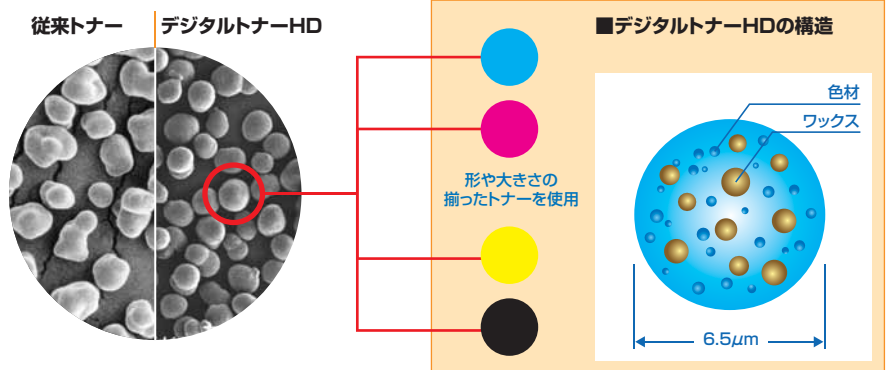 従来トナー
デジタルトナーHD
形や大きさの
揃ったトナーを使用
■デジタルトナーHDの構造
色材
ワックス
6.5μm